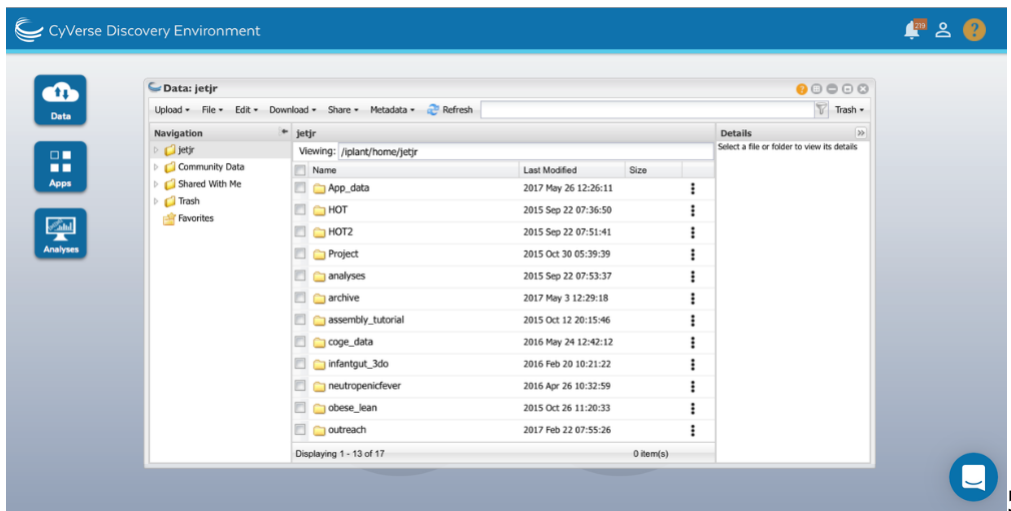 CyVerse Discovery Environment
219
?
Data
Apps
Analyses
Data: jetjr
?
Upload File Edit Download Share Metadata Refresh Trash
Navigation
jetjr
Community Data
Shared With Me
Trash
Favorites
jetjr
Viewing: /iplant/home/jetjr
Name Last Modified Size
App_data 2017 May 26 12:26:11
HOT 2015 Sep 22 07:36:50
HOT2 2015 Sep 22 07:51:41
Project 2015 Oct 30 05:39:39
analyses 2015 Sep 22 07:53:37
archive 2017 May 3 12:29:18
assembly_tutorial 2015 Oct 12 20:15:46
coge_data 2016 May 24 12:42:12
infantgut_3do 2016 Feb 20 10:21:22
neutropenicfever 2016 Apr 26 10:32:59
obese_lean 2015 Oct 26 11:20:33
outreach 2017 Feb 22 07:55:26
Displaying 1 - 13 of 17 0 item(s)
Details
Select a file or folder to view its details